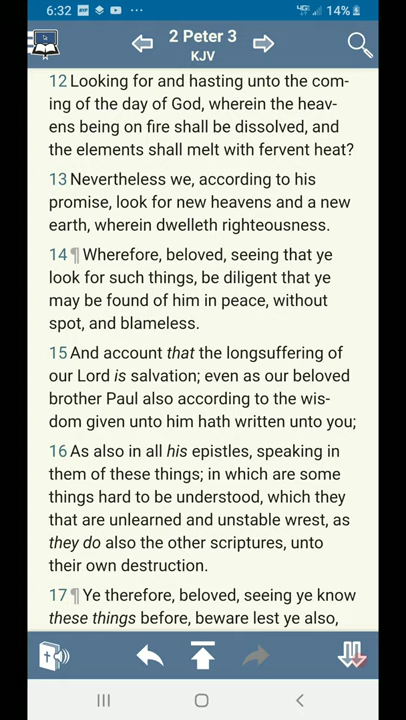 6:32
14%
2 Peter 3
KJV
12 Looking for and hasting unto the com-
ing of the day of God, wherein the heav-
ens being on fire shall be dissolved, and
the elements shall melt with fervent heat?
13 Nevertheless we, according to his
promise, look for new heavens and a new
earth, wherein dwelleth righteousness.
14 ¶ Wherefore, beloved, seeing that ye
look for such things, be diligent that ye
may be found of him in peace, without
spot, and blameless.
15 And account that the longsuffering of
our Lord is salvation; even as our beloved
brother Paul also according to the wis-
dom given unto him hath written unto you;
16 As also in all his epistles, speaking in
them of these things; in which are some
things hard to be understood, which they
that are unlearned and unstable wrest, as
they do also the other scriptures, unto
their own destruction.
17 ¶ Ye therefore, beloved, seeing ye know
these things before, beware lest ye also,